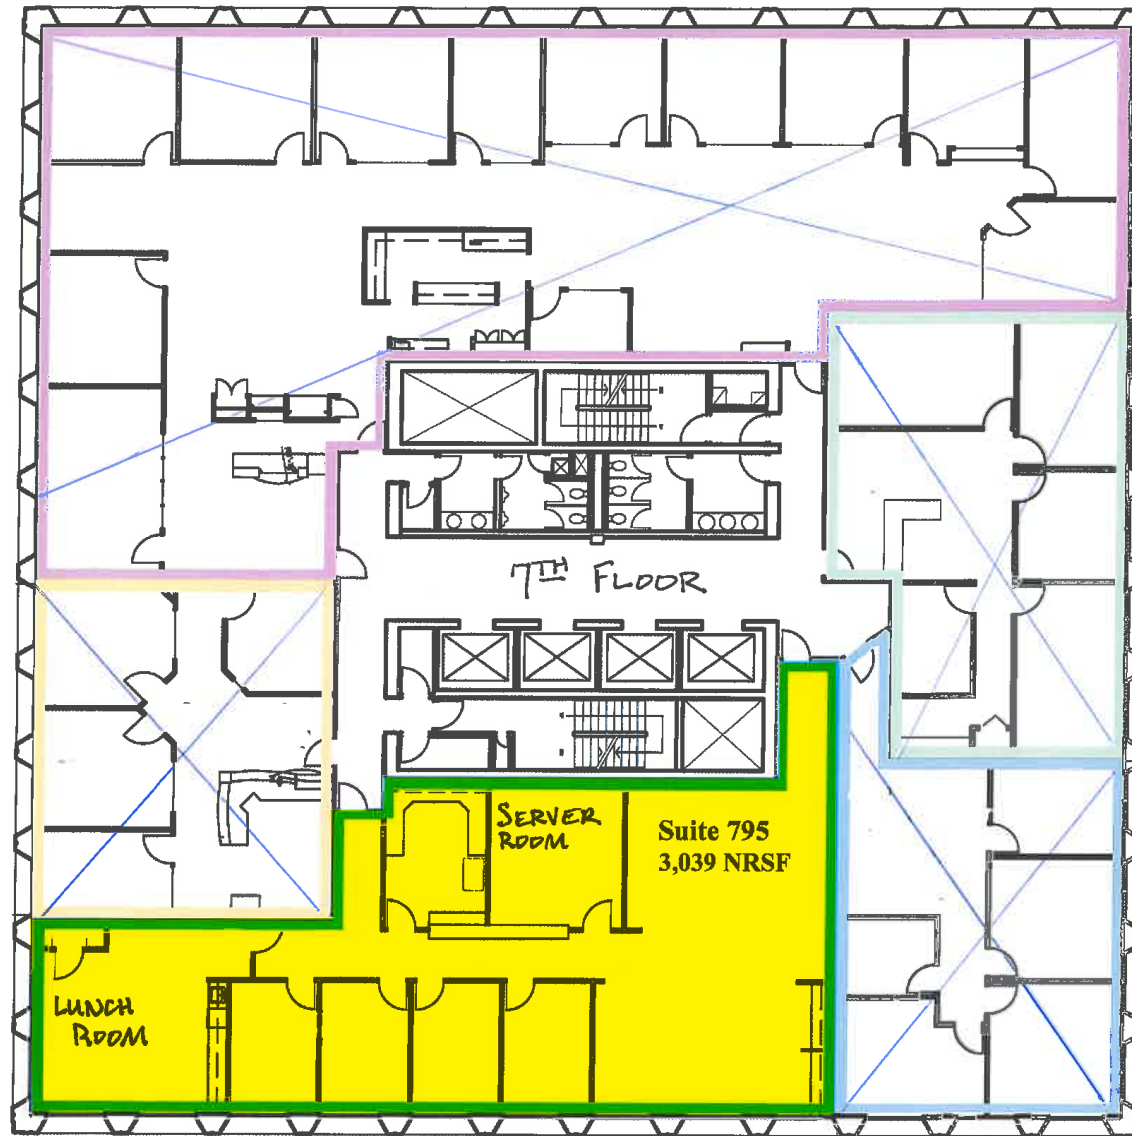 7TH FLOOR
SERVER
ROOM
Suite 795
3,039 NRSF
LUNCH
ROOM